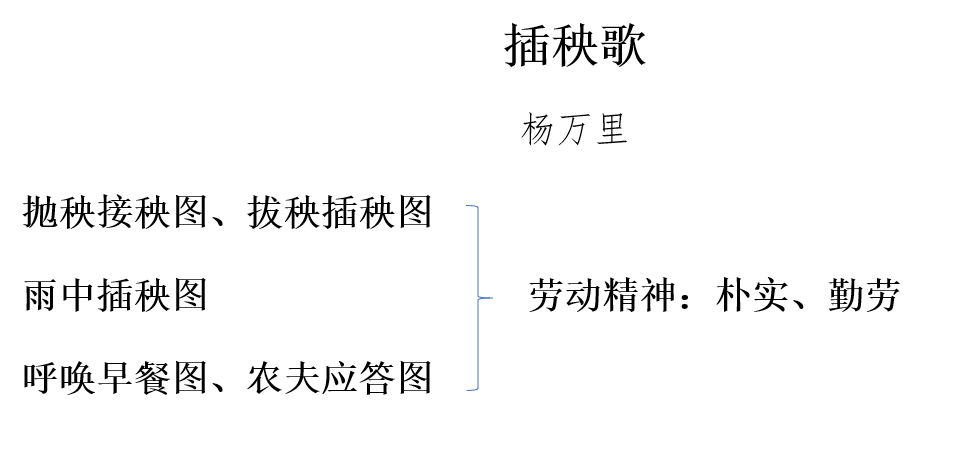 插秧歌
杨万里
抛秧接秧图、拔秧插秧图
雨中插秧图
劳动精神：朴实、勤劳
呼唤早餐图、农夫应答图